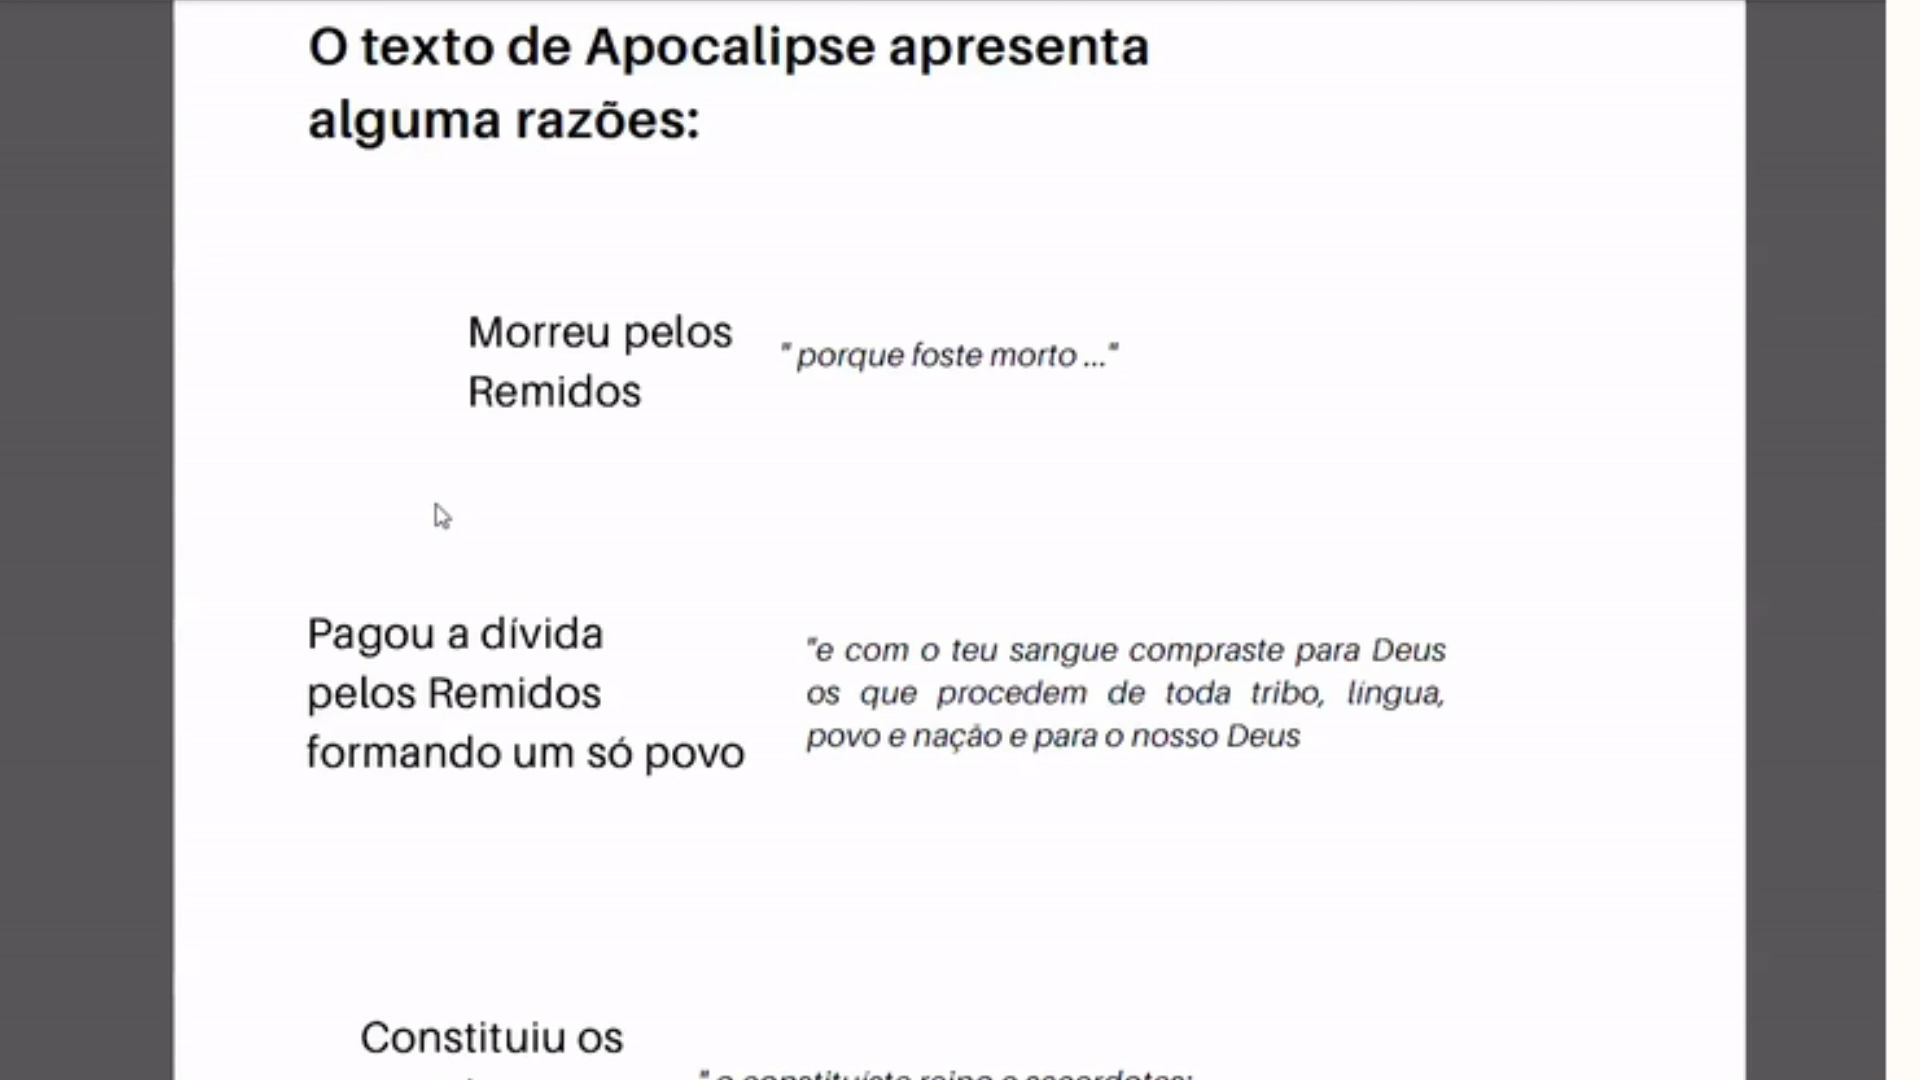 O texto de Apocalipse apresenta
alguma razões:
Morreu pelos
Remidos
" porque foste morto ..."
Pagou a dívida
pelos Remidos
formando um só povo
"e com o teu sangue compraste para Deus
os que procedem de toda tribo, língua,
povo e nação e para o nosso Deus
Constituiu os